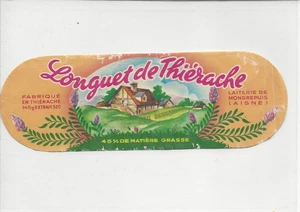 Longuet de Thiérache
FABRIQUÉ
EN THIÉRACHE
LAITERIE DE
MONDREPUIS
(AISNE)
45% DE MATIÈRE GRASSE